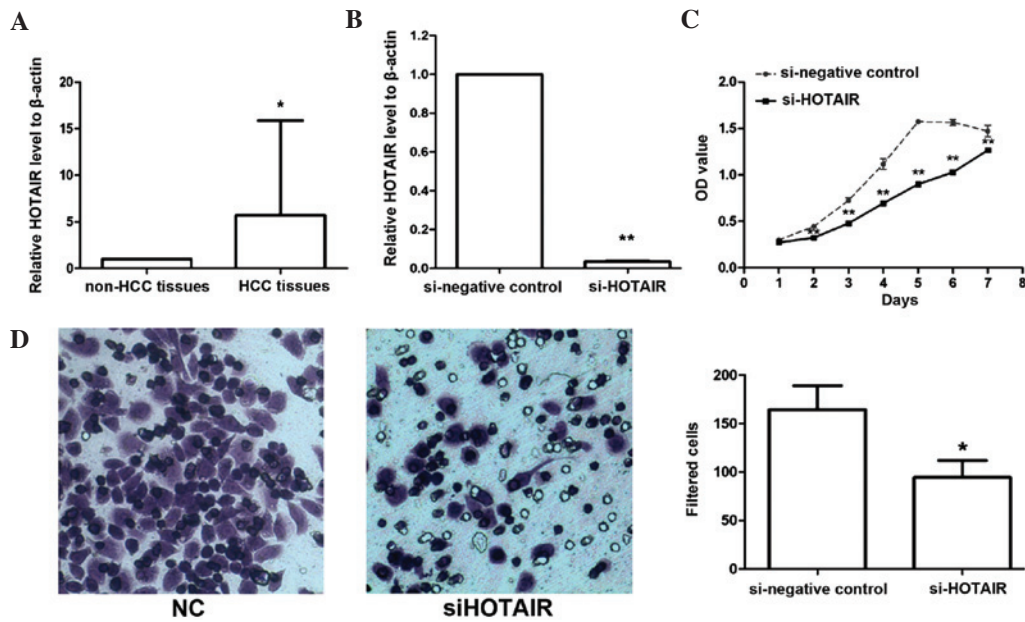 A
Relative HOTAIR level to β-actin
20
15
10
5
0
*
non-HCC tissues
HCC tissues
B
Relative HOTAIR level to β-actin
1.2
1.0
0.8
0.6
0.4
0.2
0.0
**
si-negative control
si-HOTAIR
C
si-negative control
si-HOTAIR
OD value
2.0
1.5
1.0
0.5
0.0
**
**
**
**
**
**
0 1 2 3 4 5 6 7 8
Days
D
NC
siHOTAIR
Filtered cells
200
150
100
50
0
*
si-negative control
si-HOTAIR